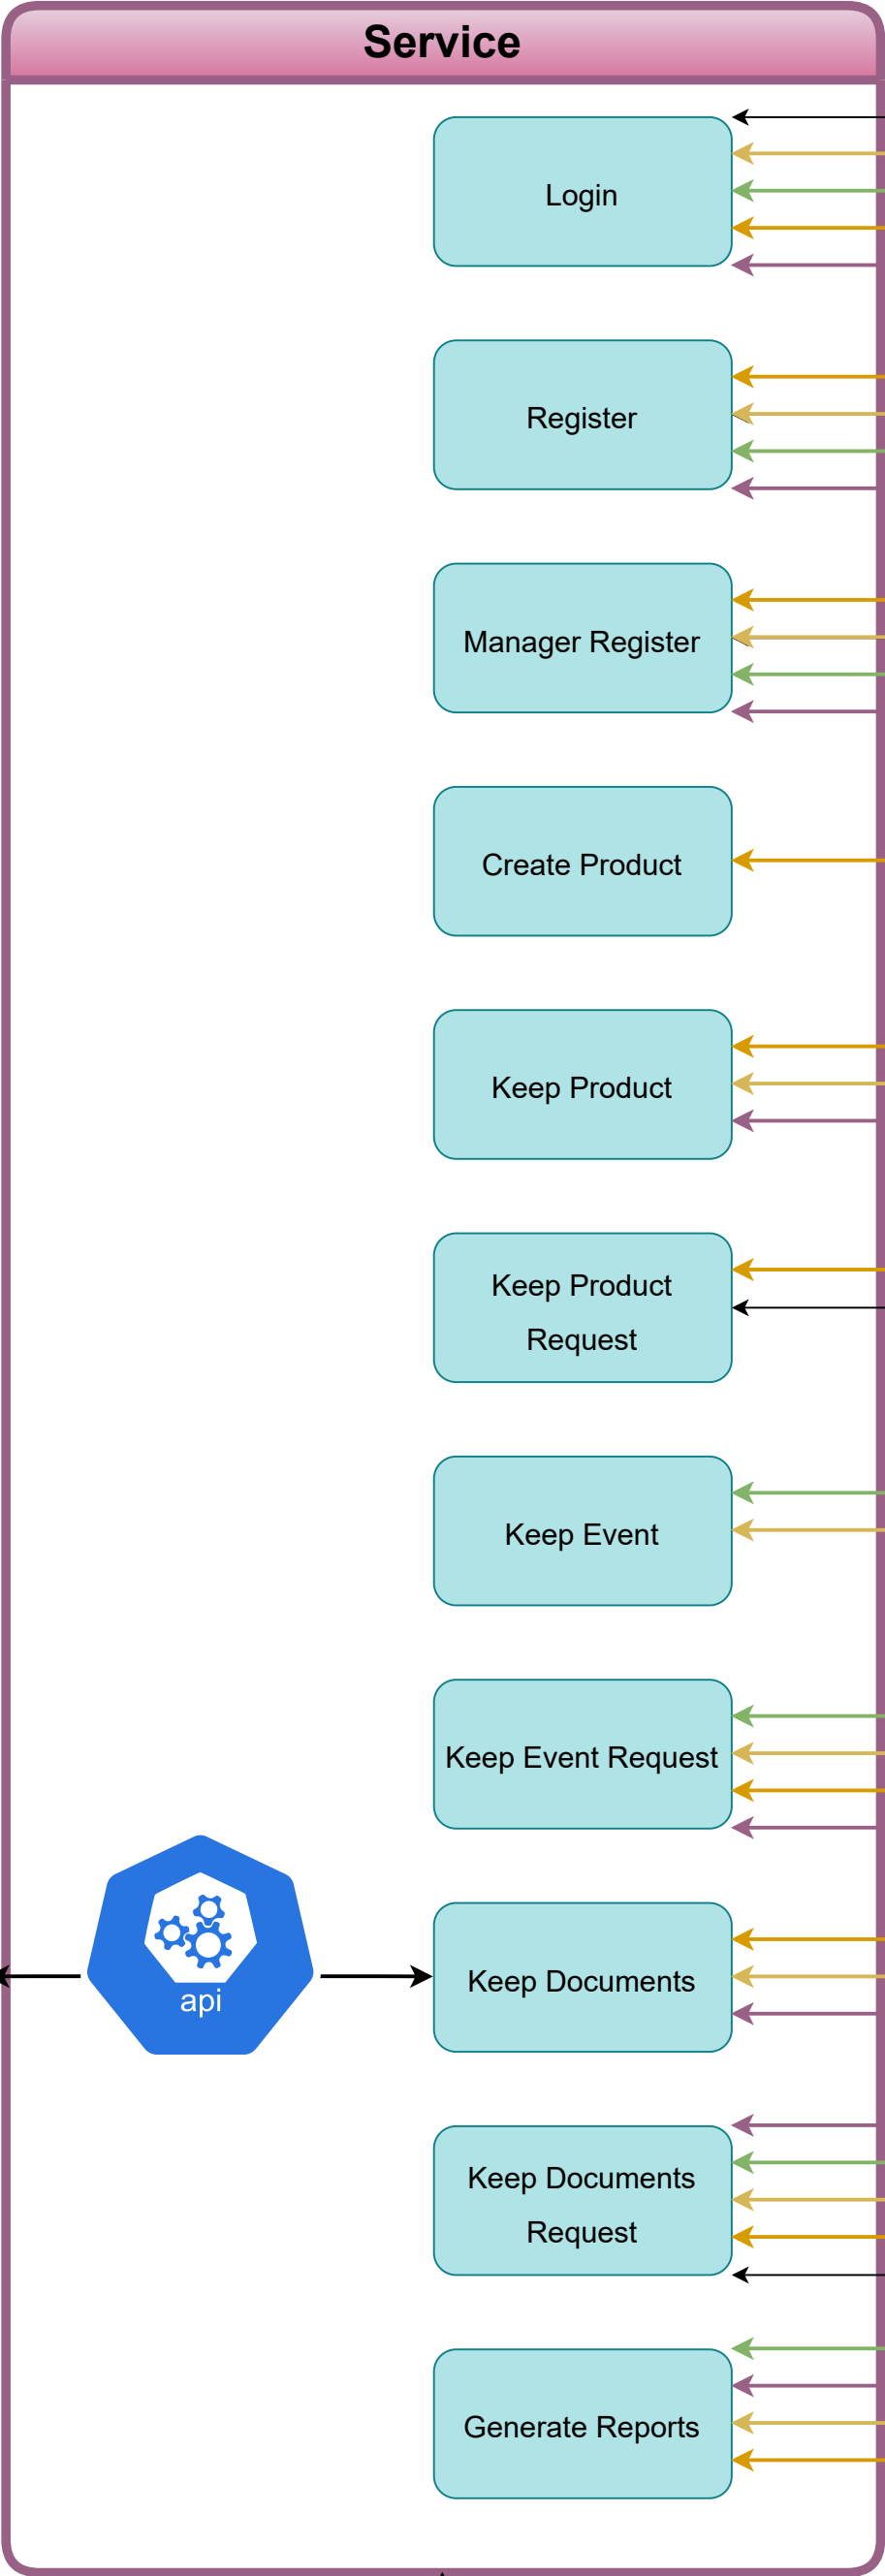 Service
Login
Register
Manager Register
Create Product
Keep Product
Keep Product
Request
Keep Event
Keep Event Request
api
Keep Documents
Keep Documents
Request
Generate Reports